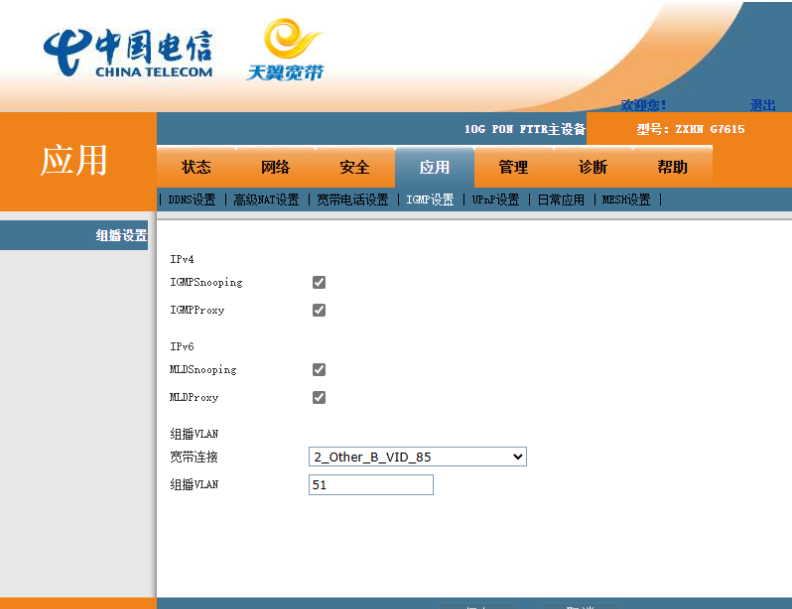 中国电信
CHINA TELECOM
天翼宽带
欢迎您!
退出
10G PON FTTR主设备
型号: ZXHN G7615
应用
状态 网络 安全 应用 管理 诊断 帮助
| DDNS设置 | 高级NAT设置 | 宽带电话设置 | IGMP设置 | UPnP设置 | 日常应用 | MESH设置 |
组播设置
IPv4
IGMPSnooping
IGMPProxy
IPv6
MLDSnooping
MLDProxy
组播VLAN
宽带连接 2_Other_B_VID_85
组播VLAN 51